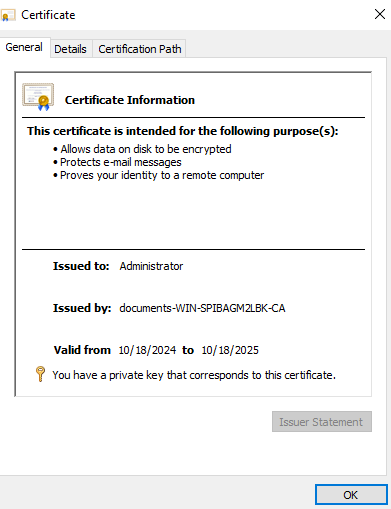 Certificate
General Details Certification Path
Certificate Information
This certificate is intended for the following purpose(s):
• Allows data on disk to be encrypted
• Protects e-mail messages
• Proves your identity to a remote computer
Issued to: Administrator
Issued by: documents-WIN-SPIBAGM2LBK-CA
Valid from 10/18/2024 to 10/18/2025
You have a private key that corresponds to this certificate.
Issuer Statement
OK